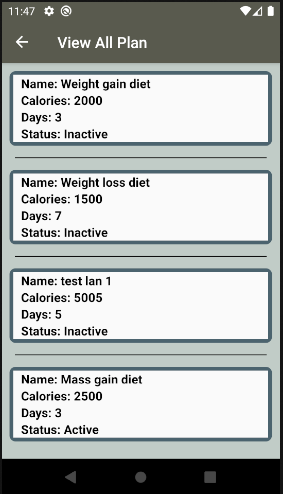 11:47
View All Plan
Name: Weight gain diet
Calories: 2000
Days: 3
Status: Inactive
Name: Weight loss diet
Calories: 1500
Days: 7
Status: Inactive
Name: test lan 1
Calories: 5005
Days: 5
Status: Inactive
Name: Mass gain diet
Calories: 2500
Days: 3
Status: Active